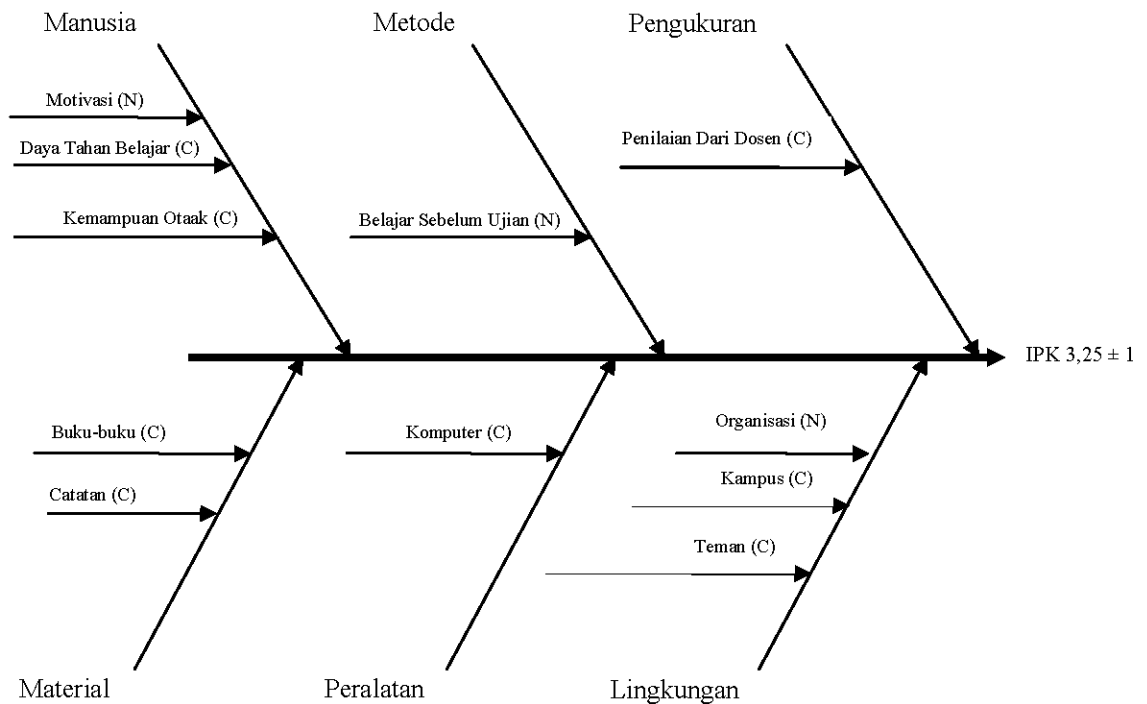 Manusia
Metode
Pengukuran
Motivasi (N)
Daya Tahan Belajar (C)
Kemampuan Otaak (C)
Belajar Sebelum Ujian (N)
Penilaian Dari Dosen (C)
IPK 3,25 ± 1
Buku-buku (C)
Catatan (C)
Komputer (C)
Organisasi (N)
Kampus (C)
Teman (C)
Material
Peralatan
Lingkungan